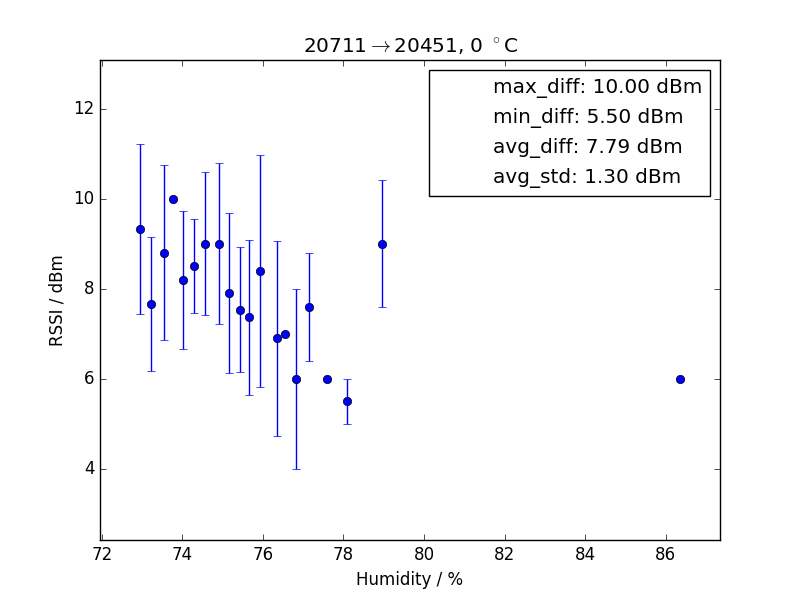 20711→20451, 0 °C
max_diff: 10.00 dBm
min_diff: 5.50 dBm
avg_diff: 7.79 dBm
avg_std: 1.30 dBm
12
10
8
6
4
RSSI / dBm
72 74 76 78 80 82 84 86
Humidity / %